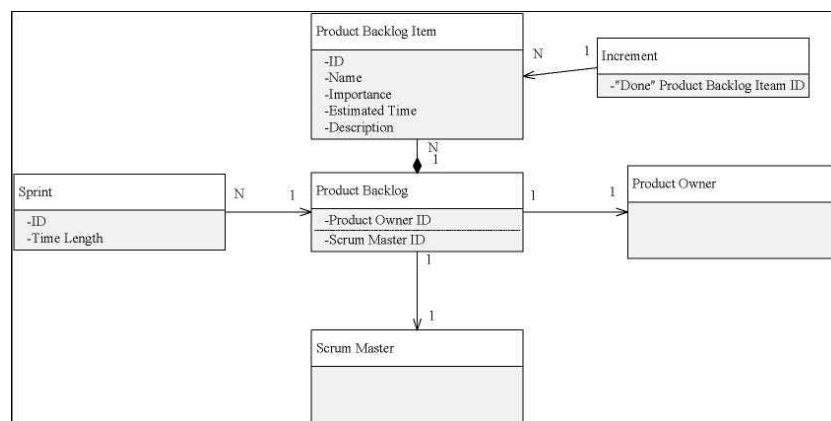 Product Backlog Item
-ID
-Name
-Importance
-Estimated Time
-Description
N
1
Increment
-"Done" Product Backlog Iteam ID
N
1
Sprint
-ID
-Time Length
N
1
Product Backlog
-Product Owner ID
-Scrum Master ID
1
1
Product Owner
1
1
Scrum Master